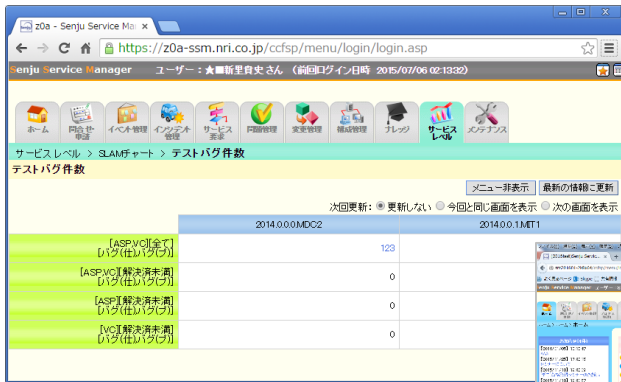 z0a - Senju Service Ma
https://z0a-ssm.nri.co.jp/ccfsp/menu/login/login.asp
Senju Service Manager ユーザー：★■新里育史さん （前回ログイン日時 2015/07/06 02:13:32）
ホーム 問合せ・申請 イベント管理 インシデント管理 サービス要求 問題管理 変更管理 構成管理 ナレッジ サービスレベル メンテナンス
サービスレベル > SLAMチャート > テストバグ件数
テストバグ件数
メニュー非表示 最新の情報に更新
次回更新： 更新しない 今回と同じ画面を表示 次の画面を表示
2014.0.0.0.MDC2 2014.0.0.1.MIT1
[ASP,VC][全て]
[バグ(仕)バグ(プ)] 123
[ASP,VC][解決済未満]
[バグ(仕)バグ(プ)] 0
[ASP][解決済未満]
[バグ(仕)バグ(プ)] 0
[VC][解決済未満]
[バグ(仕)バグ(プ)] 0